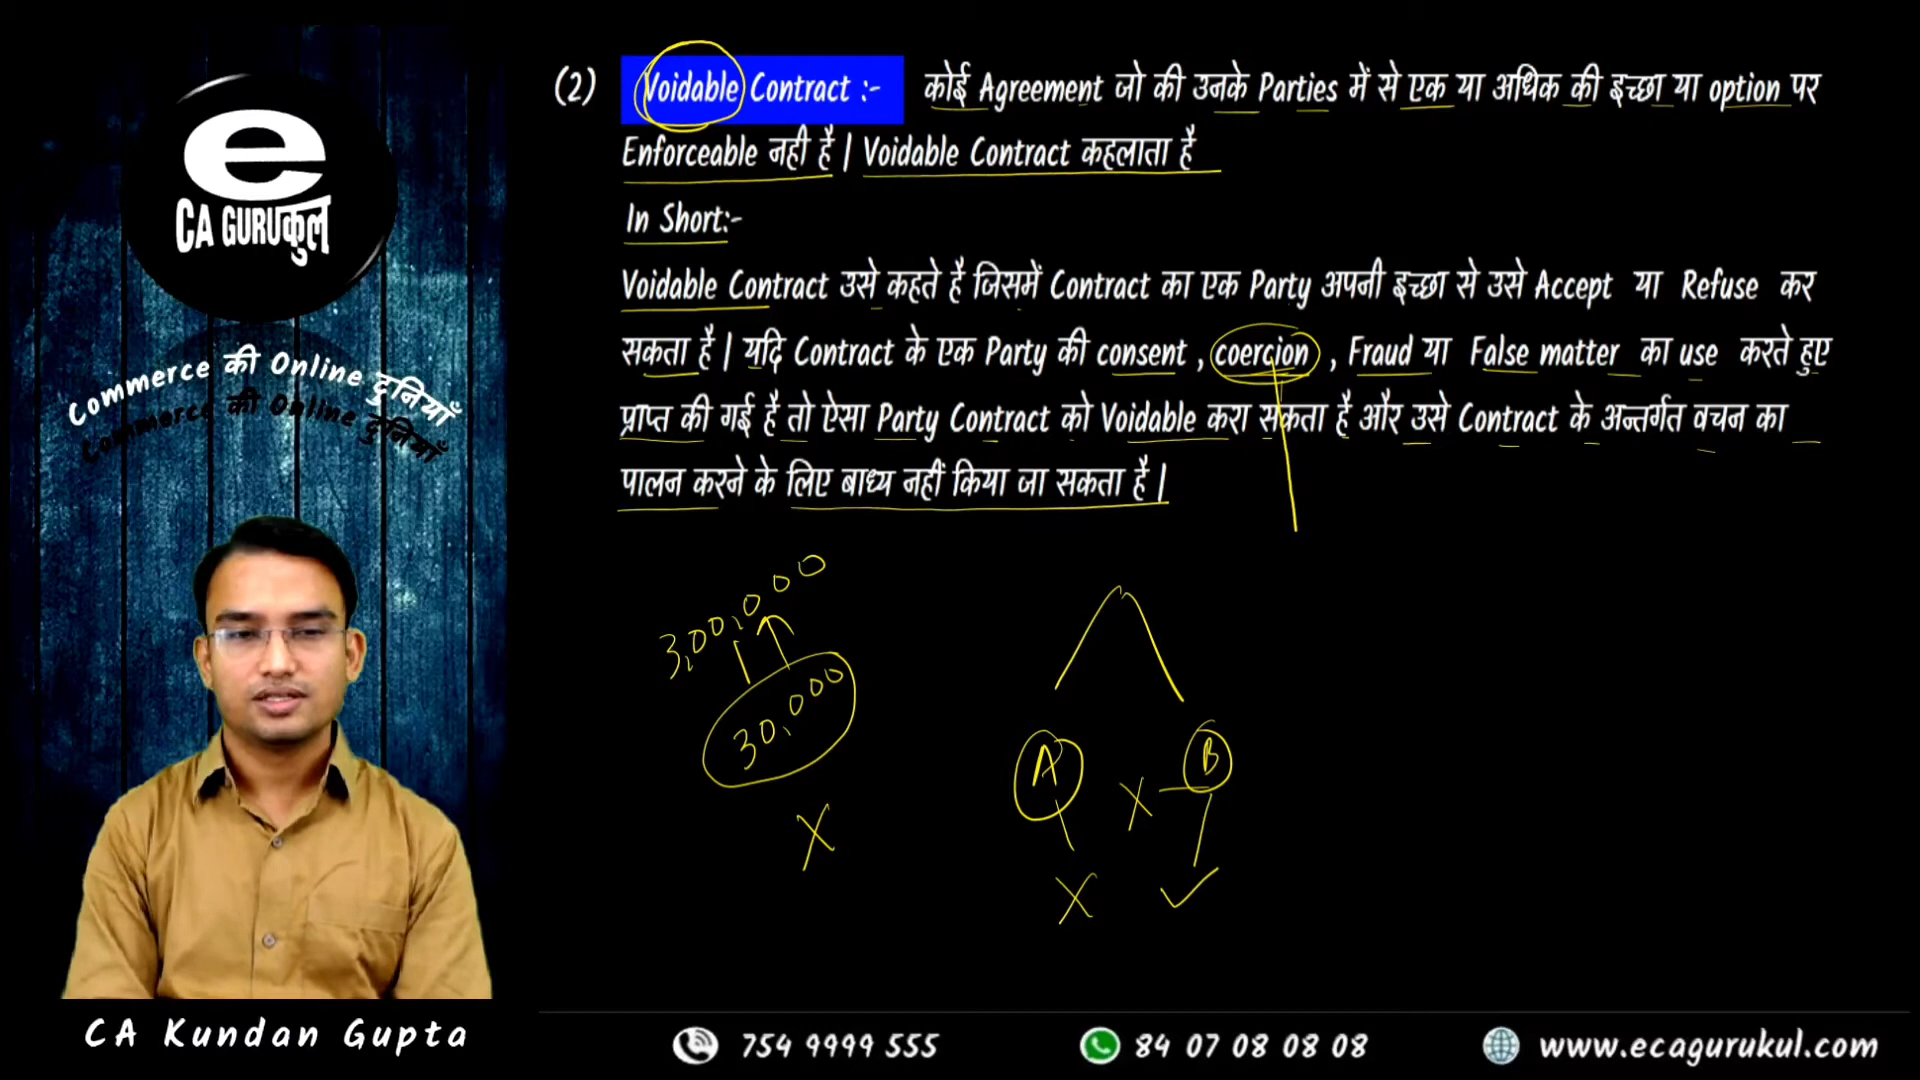 e
CA GURUकुल
Commerce की Online दुनियाँ
Commerce की Online दुनियाँ
(2) Voidable Contract :- कोई Agreement जो की उनके Parties में से एक या अधिक की इच्छा या option पर
Enforceable नही है | Voidable Contract कहलाता है
In Short:-
Voidable Contract उसे कहते है जिसमें Contract का एक Party अपनी इच्छा से उसे Accept या Refuse कर
सकता है | यदि Contract के एक Party की consent , coercion , Fraud या False matter का use करते हुए
प्राप्त की गई है तो ऐसा Party Contract को Voidable करा सकता है और उसे Contract के अन्तर्गत वचन का
पालन करने के लिए बाध्य नहीं किया जा सकता है |
3,00,000
30,000
X
A
B
X
X
CA Kundan Gupta
754 9999 555
84 07 08 08 08
www.ecagurukul.com